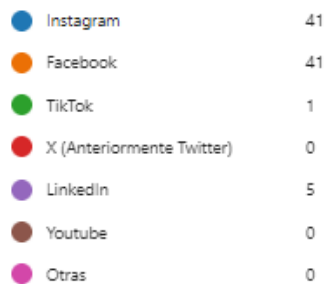 Instagram 41
Facebook 41
TikTok 1
X (Anteriormente Twitter) 0
LinkedIn 5
Youtube 0
Otras 0